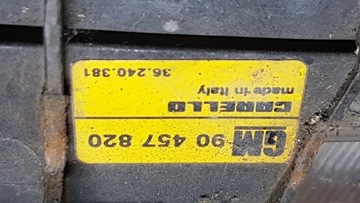 GM 90 457 820
CARELLO
made in Italy
36.240.381